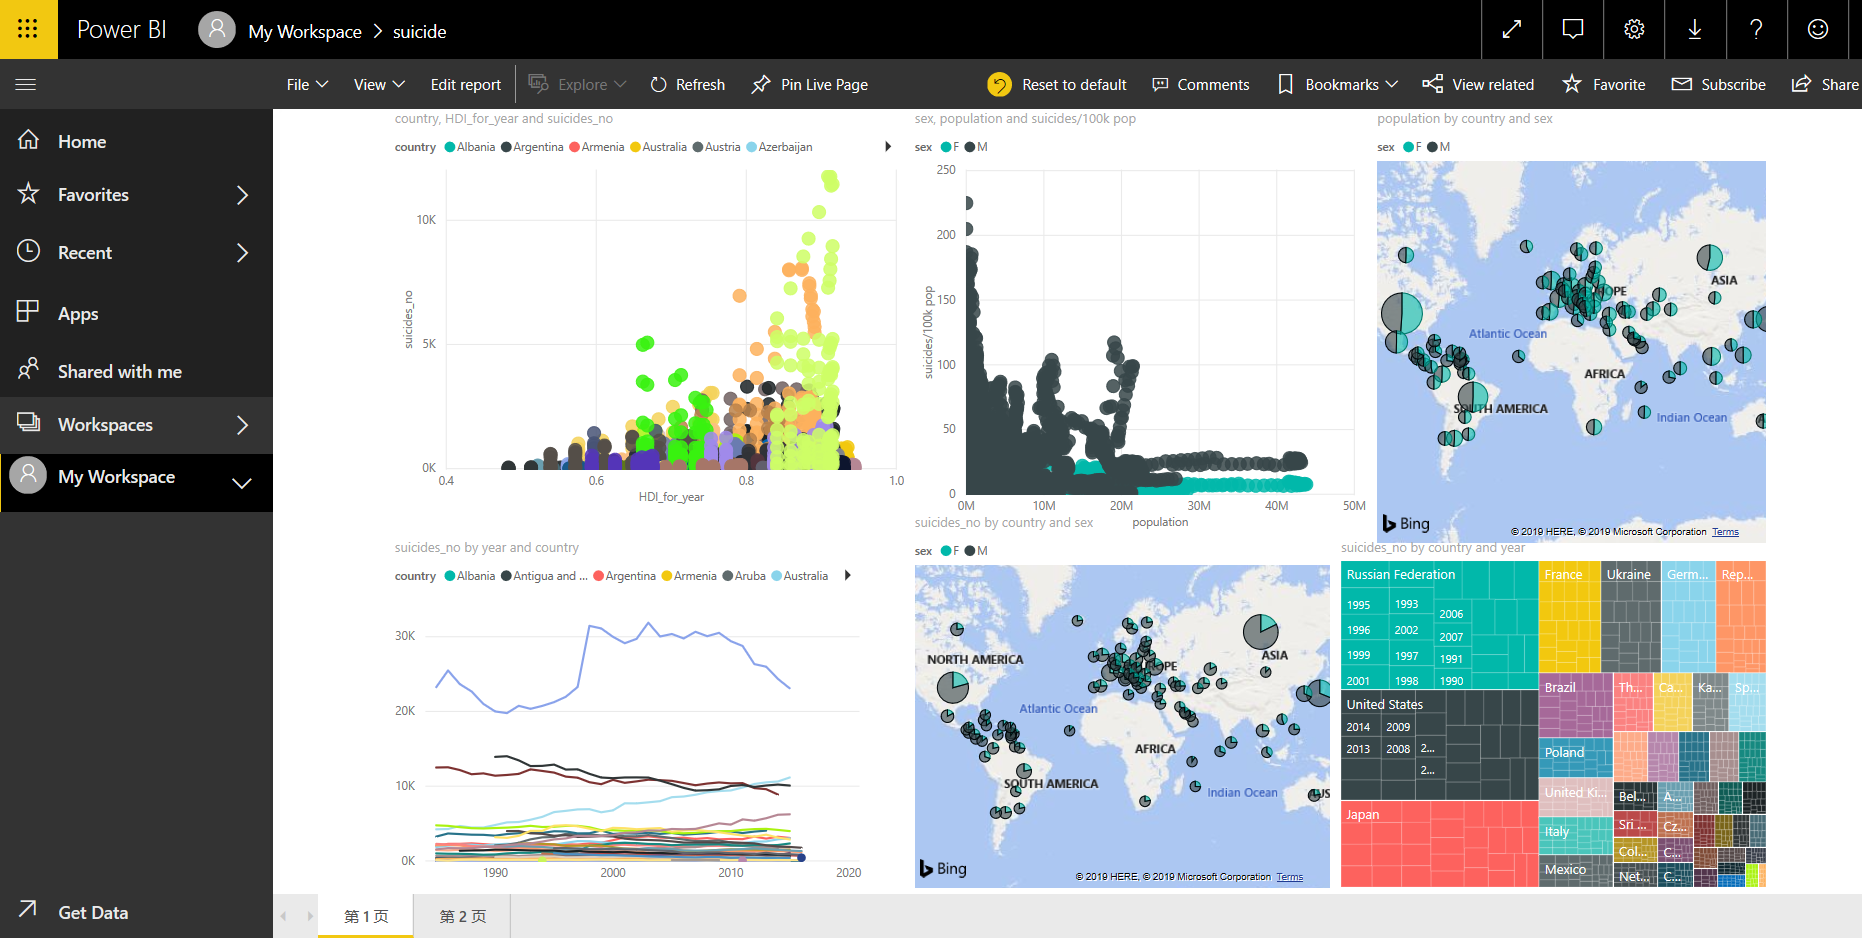 Power BI
My Workspace > suicide
File
View
Edit report
Explore
Refresh
Pin Live Page
Reset to default
Comments
Bookmarks
View related
Favorite
Subscribe
Share
Home
Favorites
Recent
Apps
Shared with me
Workspaces
My Workspace
Get Data
country, HDI_for_year and suicides_no
country Albania Argentina Armenia Australia Austria Azerbaijan
suicides_no
10K
5K
0K
0.4 0.6 0.8 1.0
HDI_for_year
sex, population and suicides/100k pop
sex F M
suicides/100k pop
250
200
150
100
50
0
0M 10M 20M 30M 40M 50M
population
population by country and sex
sex F M
ASIA
OPE
Atlantic Ocean
AFRICA
SOUTH AMERICA
Indian Ocean
Bing
© 2019 HERE, © 2019 Microsoft Corporation Terms
suicides_no by year and country
country Albania Antigua and ... Argentina Armenia Aruba Australia
30K
20K
10K
0K
1990 2000 2010 2020
suicides_no by country and sex
sex F M
NORTH AMERICA
ASIA
OPE
Atlantic Ocean
AFRICA
SOUTH AMERICA
Indian Ocean
US
Bing
© 2019 HERE, © 2019 Microsoft Corporation Terms
suicides_no by country and year
Russian Federation
1995 1993 2006
1996 2002 2007
1999 1997 1991
2001 1998 1990
United States
2014 2009
2013 2008 2...
2...
Japan
France Ukraine Germ... Rep...
Brazil Th... Ca... Ka... Sp...
Poland
United Ki...
Italy
Mexico
Bel... A...
Sri ... Cz...
Col... C...
Net... C...
第 1 页
第 2 页